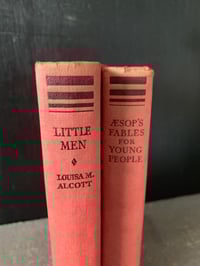 LITTLE
MEN
LOUISA M.
ALCOTT
ÆSOP'S
FABLES
FOR
YOUNG
PEOPLE